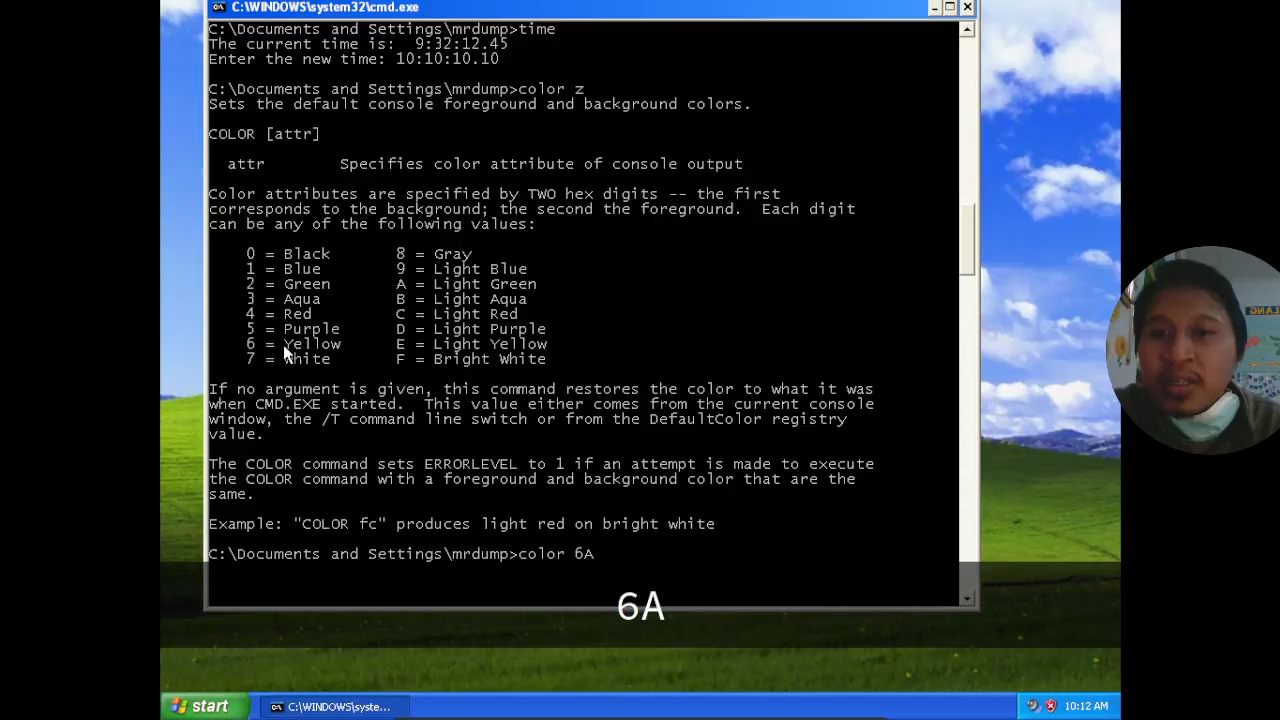 C:\WINDOWS\system32\cmd.exe
C:\Documents and Settings\mrdump>time
The current time is:  9:32:12.45
Enter the new time: 10:10:10.10
C:\Documents and Settings\mrdump>color z
Sets the default console foreground and background colors.
COLOR [attr]
attr        Specifies color attribute of console output
Color attributes are specified by TWO hex digits -- the first
corresponds to the background; the second the foreground.  Each digit
can be any of the following values:
0 = Black       8 = Gray
1 = Blue        9 = Light Blue
2 = Green       A = Light Green
3 = Aqua        B = Light Aqua
4 = Red         C = Light Red
5 = Purple      D = Light Purple
6 = Yellow      E = Light Yellow
7 = White       F = Bright White
If no argument is given, this command restores the color to what it was
when CMD.EXE started.  This value either comes from the current console
window, the /T command line switch or from the DefaultColor registry
value.
The COLOR command sets ERRORLEVEL to 1 if an attempt is made to execute
the COLOR command with a foreground and background color that are the
same.
Example: "COLOR fc" produces light red on bright white
C:\Documents and Settings\mrdump>color 6A
6A
start
C:\WINDOWS\syste...
10:12 AM